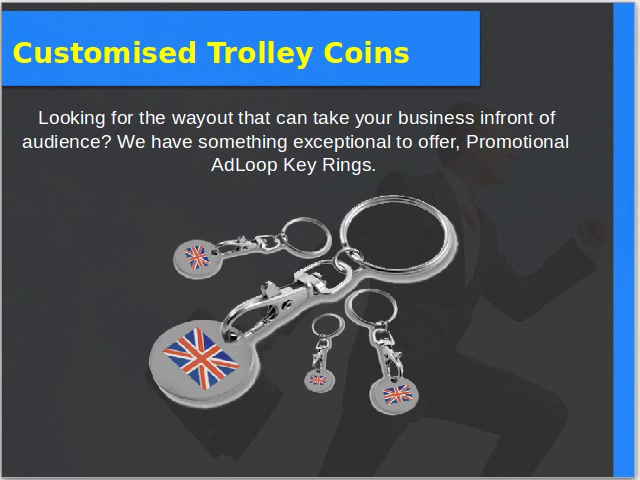 Customised Trolley Coins
Looking for the wayout that can take your business infront of
audience? We have something exceptional to offer, Promotional
AdLoop Key Rings.